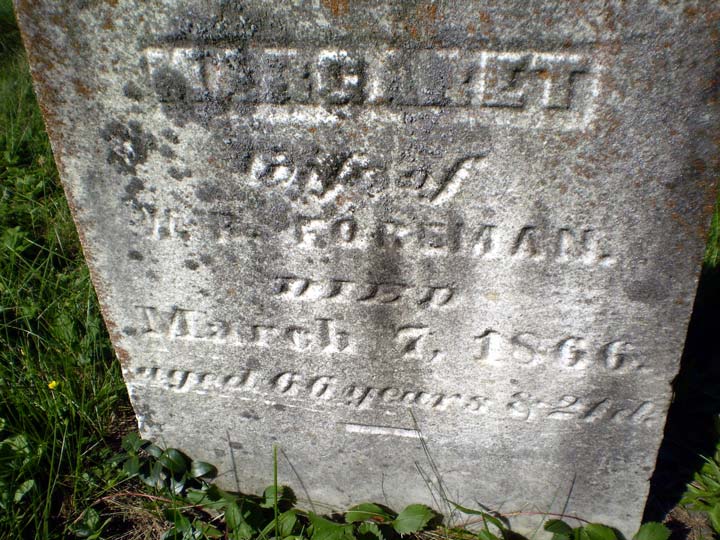 MARGARET
wife of
H. P. FOREMAN.
DIED
March 7, 1866.
aged 66 years & 21 d.